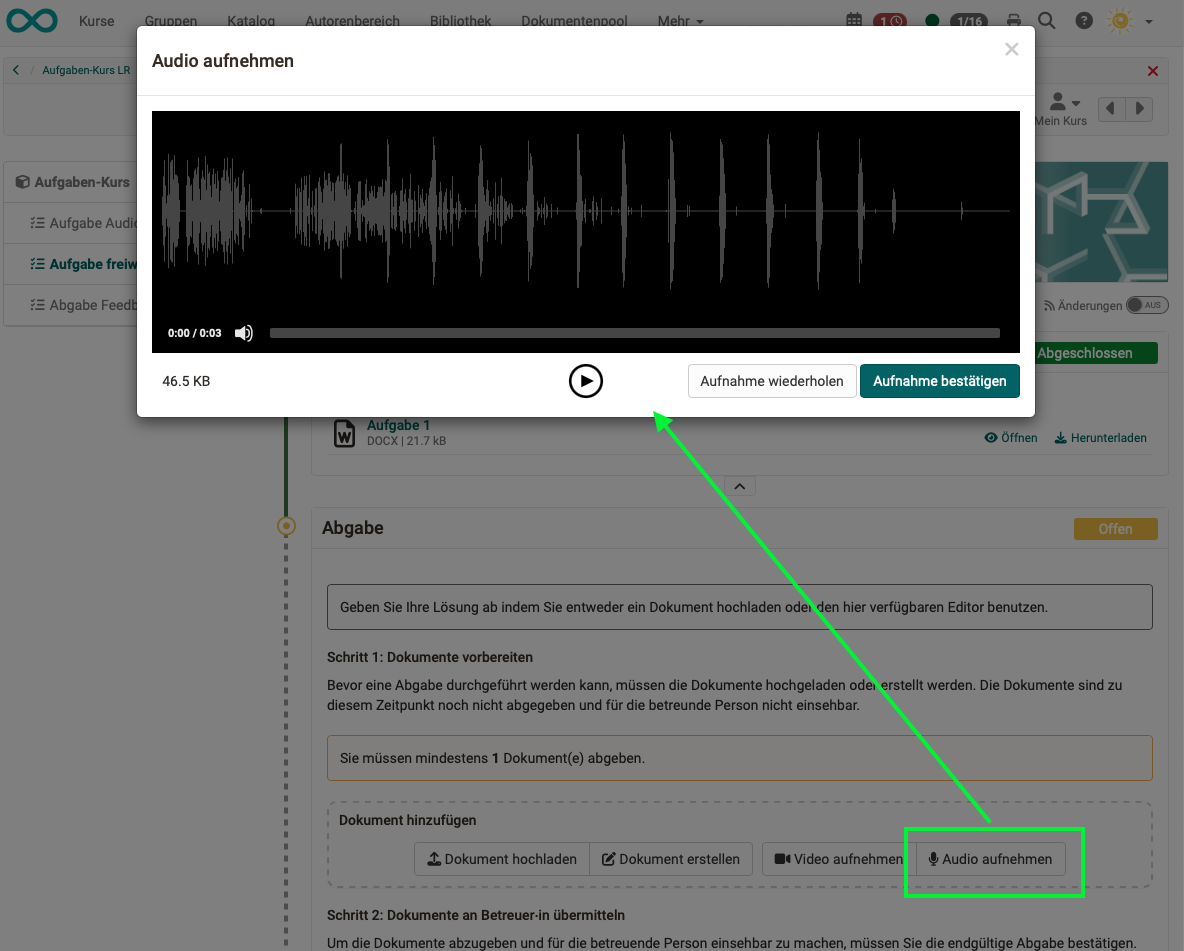 Kurse Gruppen Katalog Autorenbereich Bibliothek Dokumentenpool Mehr 1 1/16
Audio aufnehmen
Aufgaben-Kurs LR
Mein Kurs
Aufgaben-Kurs
Aufgabe Audio
Aufgabe freiw
Abgabe Feedb
Änderungen AUS
0:00 / 0:03
46.5 KB
Aufnahme wiederholen
Aufnahme bestätigen
Abgeschlossen
Aufgabe 1
DOCX | 21.7 kB
Öffnen Herunterladen
Abgabe
Offen
Geben Sie Ihre Lösung ab indem Sie entweder ein Dokument hochladen oder den hier verfügbaren Editor benutzen.
Schritt 1: Dokumente vorbereiten
Bevor eine Abgabe durchgeführt werden kann, müssen die Dokumente hochgeladen oder erstellt werden. Die Dokumente sind zu
diesem Zeitpunkt noch nicht abgegeben und für die betreunde Person nicht einsehbar.
Sie müssen mindestens 1 Dokument(e) abgeben.
Dokument hinzufügen
Dokument hochladen Dokument erstellen Video aufnehmen Audio aufnehmen
Schritt 2: Dokumente an Betreuer·in übermitteln
Um die Dokumente abzugeben und für die betreuende Person einsehbar zu machen, müssen Sie die endgültige Abgabe bestätigen.